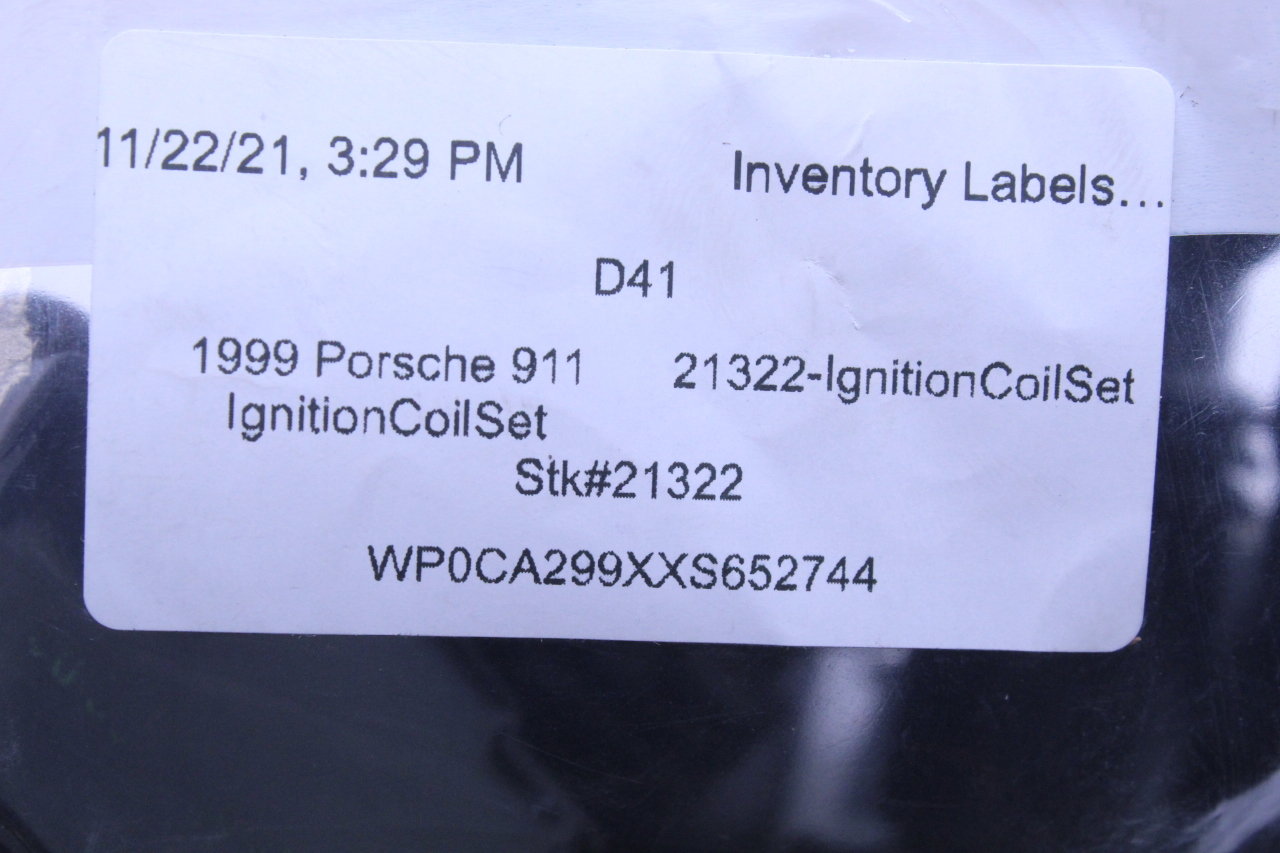 11/22/21, 3:29 PM Inventory Labels...
D41
1999 Porsche 911 21322-IgnitionCoilSet
IgnitionCoilSet
Stk#21322
WP0CA299XXS652744